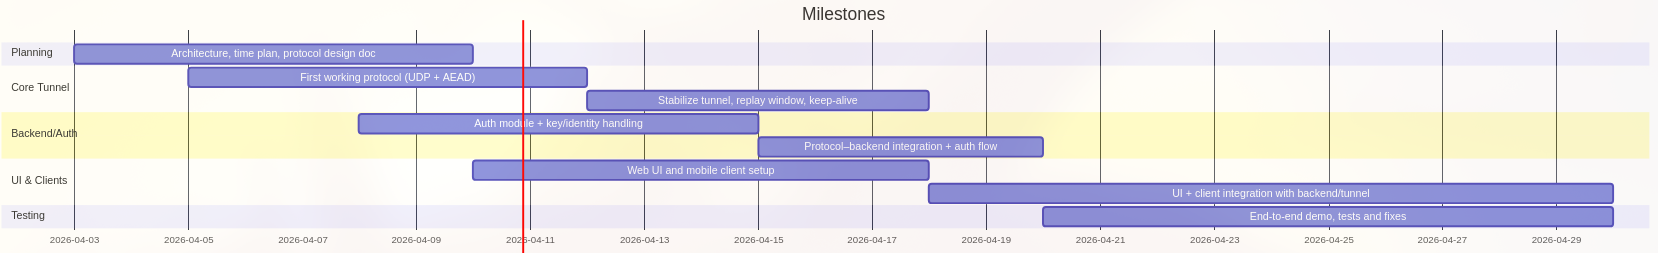 Milestones
Planning
Architecture, time plan, protocol design doc
Core Tunnel
First working protocol (UDP + AEAD)
Stabilize tunnel, replay window, keep-alive
Backend/Auth
Auth module + key/identity handling
Protocol–backend integration + auth flow
UI & Clients
Web UI and mobile client setup
UI + client integration with backend/tunnel
Testing
End-to-end demo, tests and fixes
2026-04-03 2026-04-05 2026-04-07 2026-04-09 2026-04-11 2026-04-13 2026-04-15 2026-04-17 2026-04-19 2026-04-21 2026-04-23 2026-04-25 2026-04-27 2026-04-29